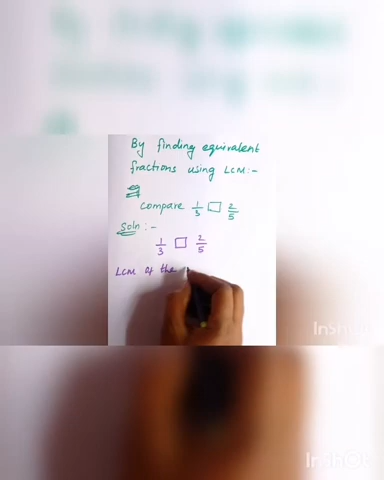 By finding equivalent
fractions using LCM:-
Compare 1/3 □ 2/5
Soln:-
1/3 □ 2/5
LCM of the
InShot
InShot